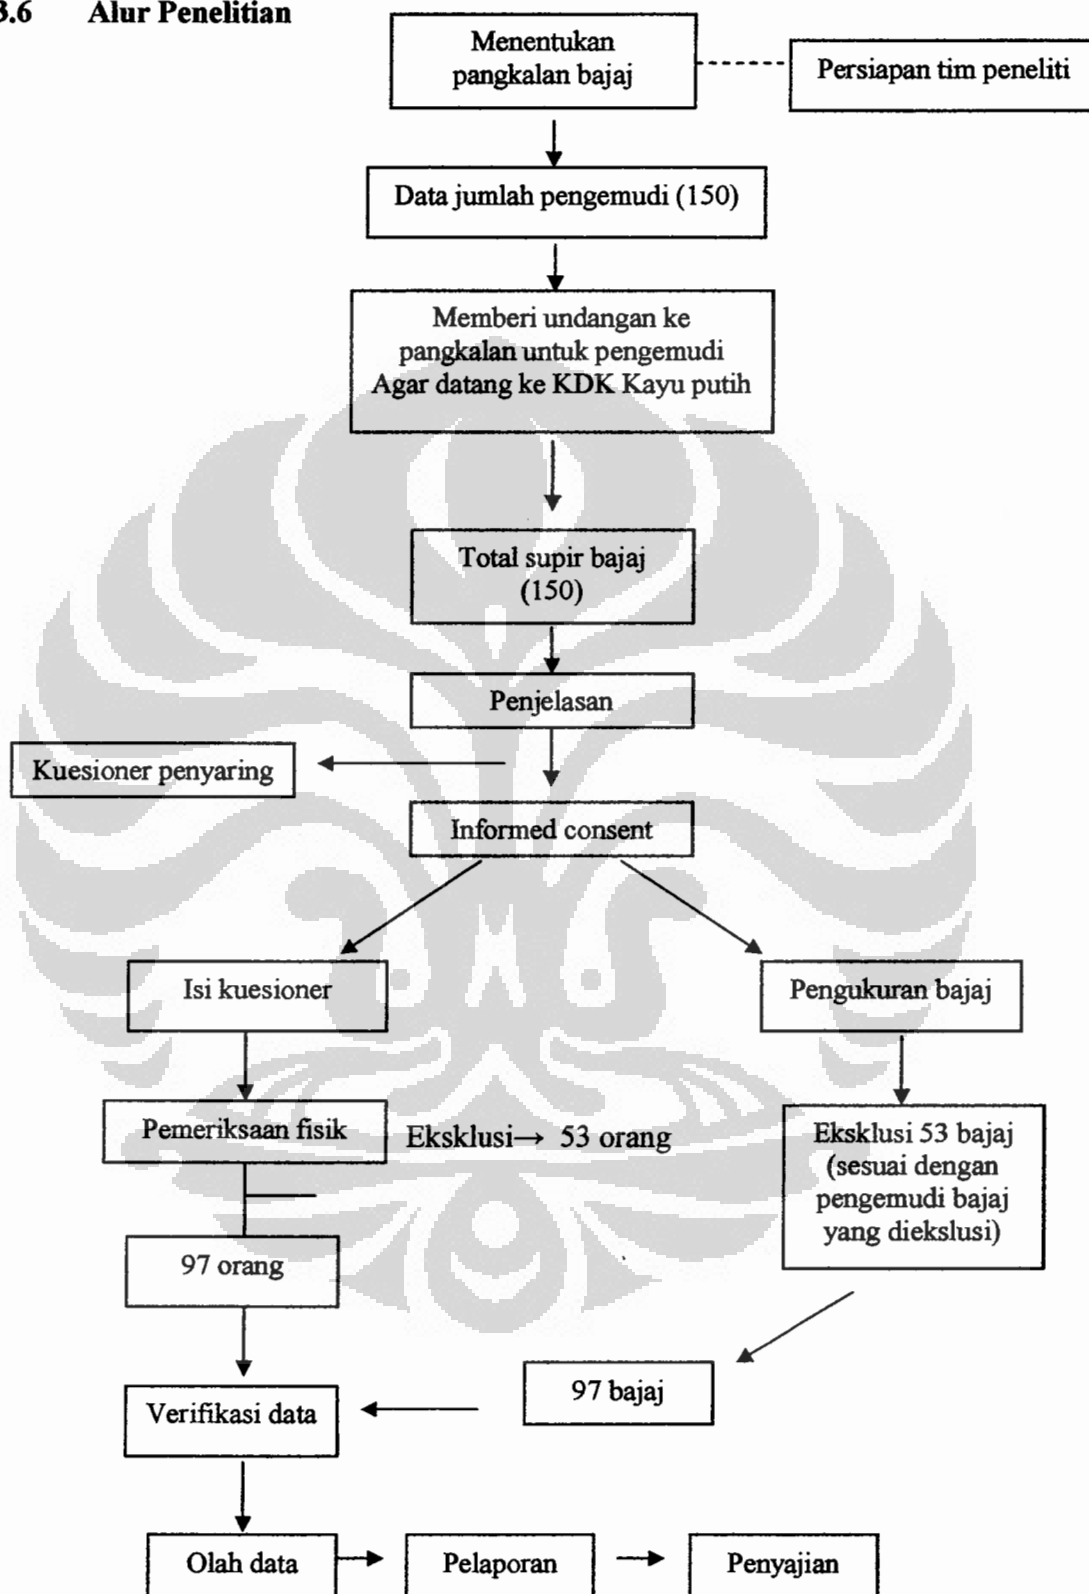 3.6 Alur Penelitian
Menentukan
pangkalan bajaj
Persiapan tim peneliti
Data jumlah pengemudi (150)
Memberi undangan ke
pangkalan untuk pengemudi
Agar datang ke KDK Kayu putih
Total supir bajaj
(150)
Penjelasan
Kuesioner penyaring
Informed consent
Isi kuesioner
Pengukuran bajaj
Pemeriksaan fisik
Eksklusi→ 53 orang
Eksklusi 53 bajaj
(sesuai dengan
pengemudi bajaj
yang diekslusi)
97 orang
97 bajaj
Verifikasi data
Olah data
Pelaporan
Penyajian